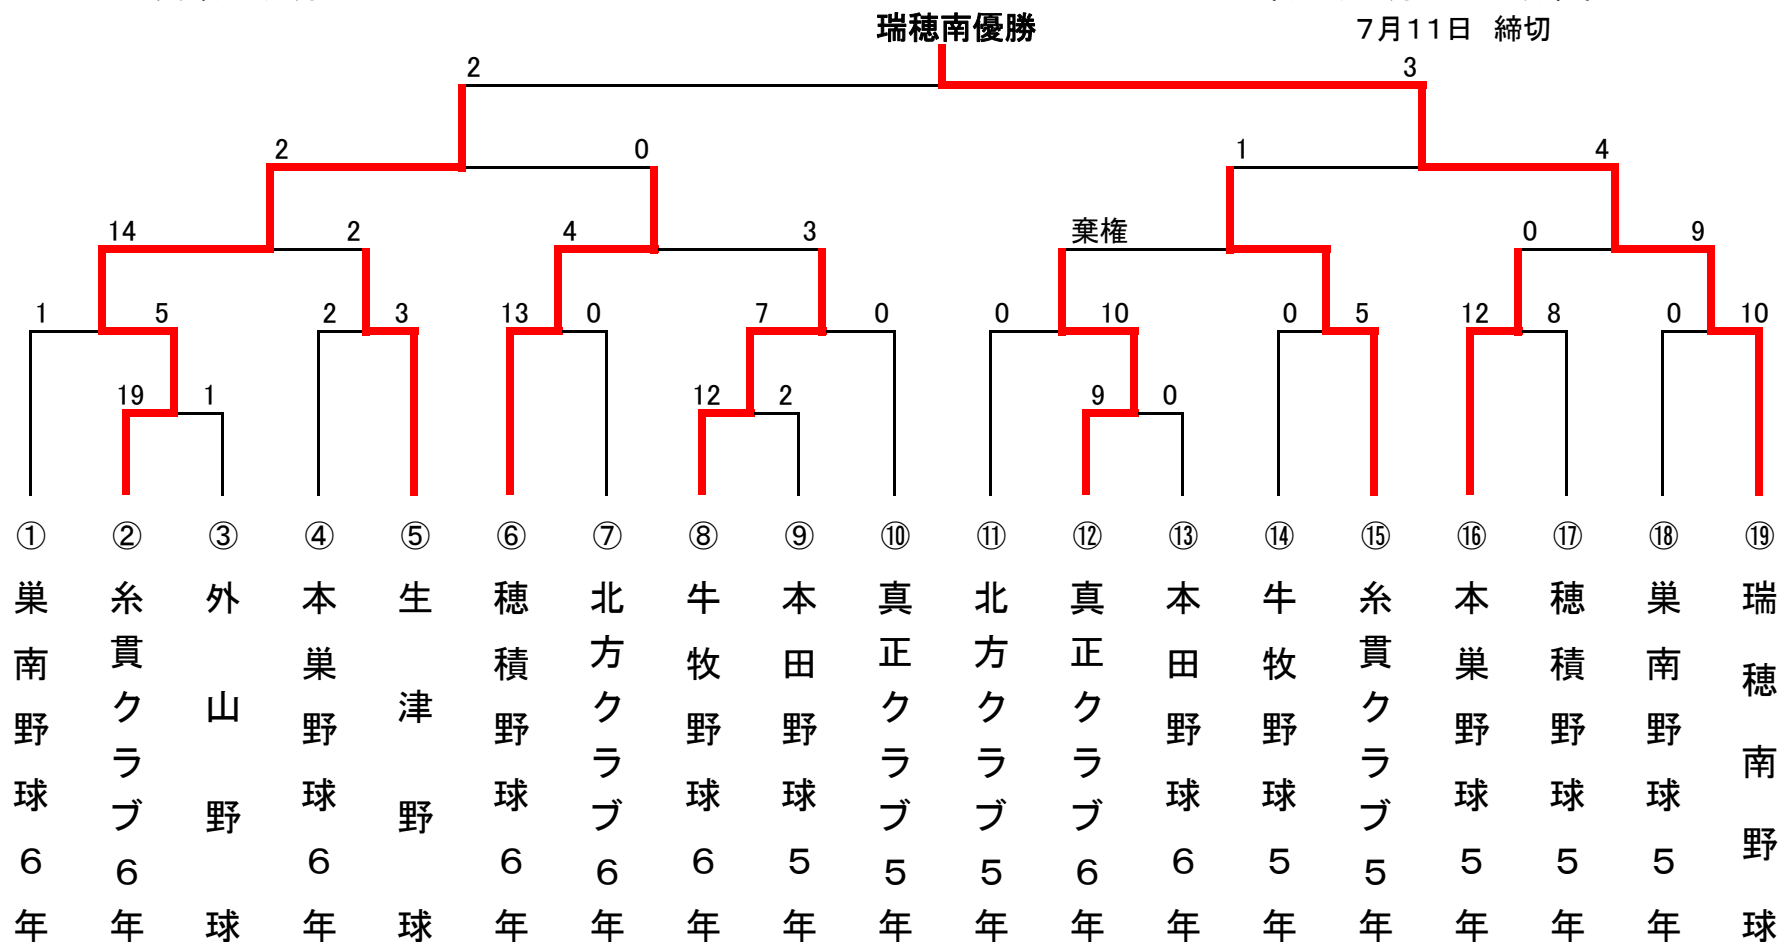 瑞穂南優勝
7月11日 締切
2 3
2 0 1 4
14 2 4 3 棄権 0 9
1 5 2 3 13 0 7 0 0 10 0 5 12 8 0 10
19 1 12 2 9 0
① ② ③ ④ ⑤ ⑥ ⑦ ⑧ ⑨ ⑩ ⑪ ⑫ ⑬ ⑭ ⑮ ⑯ ⑰ ⑱ ⑲
巣南野球6年
糸貫クラブ6年
外山野球
本巣野球6年
生津野球
穂積野球6年
北方クラブ6年
牛牧野球6年
本田野球5年
真正クラブ5年
北方クラブ5年
真正クラブ6年
本田野球6年
牛牧野球5年
糸貫クラブ5年
本巣野球5年
穂積野球5年
巣南野球5年
瑞穂南野球